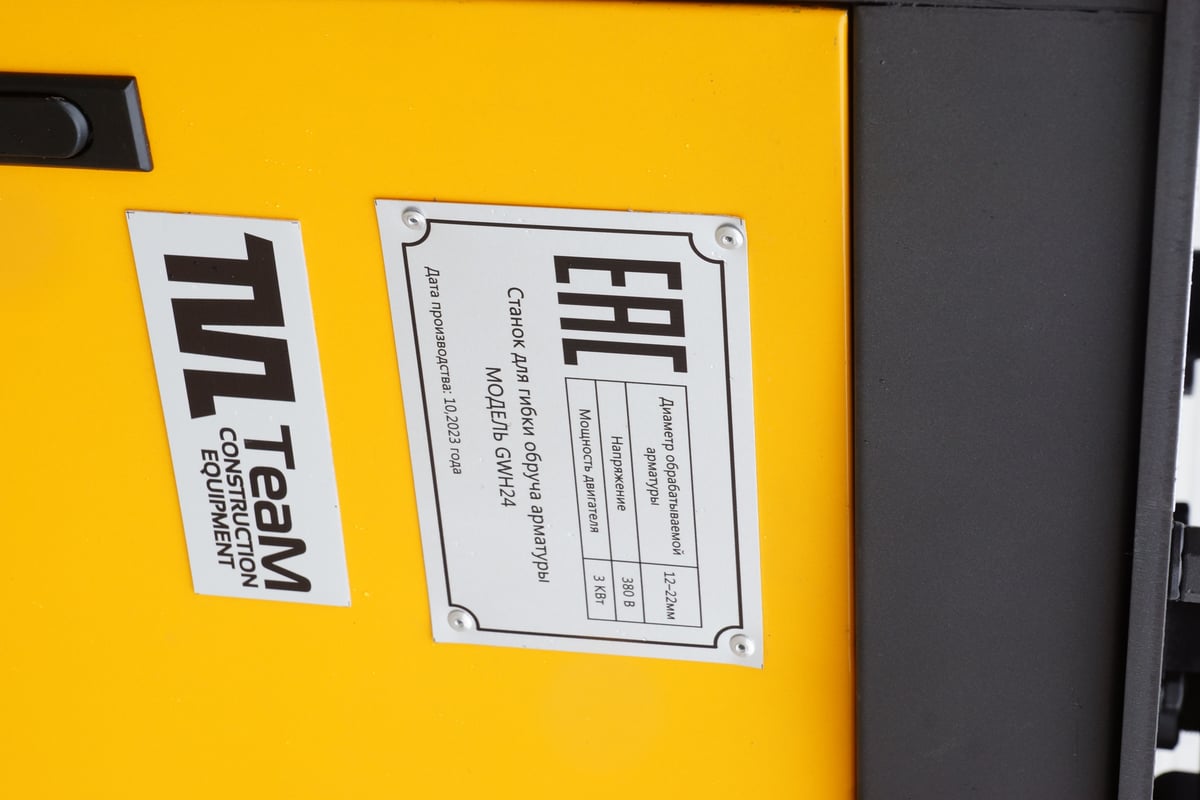 EAC
Диаметр обрабатываемой
арматуры
12–22мм
Напряжение
380 В
Мощность двигателя
3 КВт
Станок для гибки обруча арматуры
МОДЕЛЬ GWH24
Дата производства: 10,2023 года
TeaM
CONSTRUCTION
EQUIPMENT